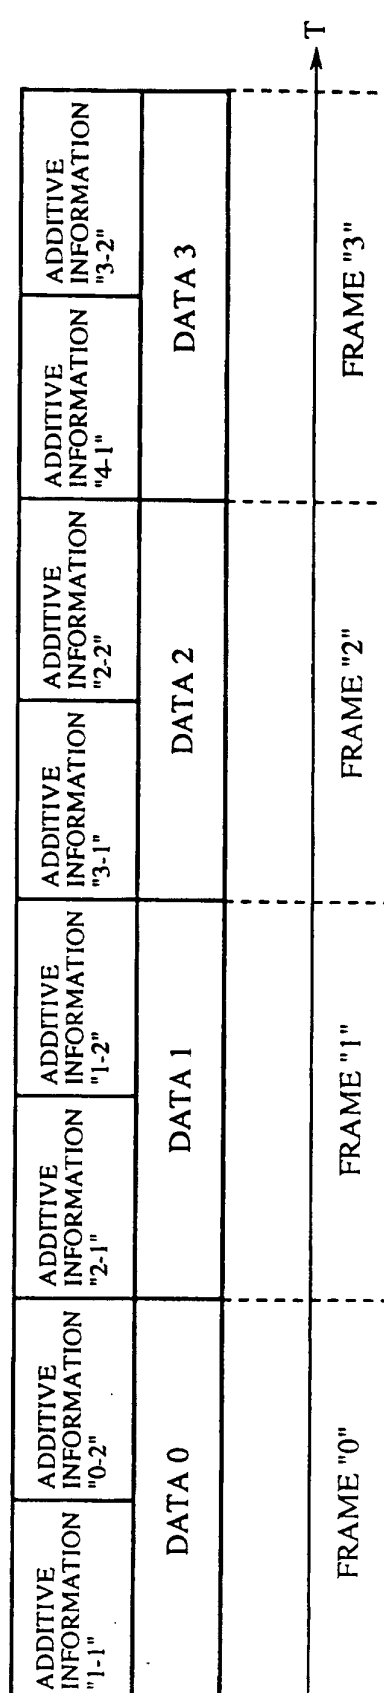 ADDITIVE
INFORMATION
"1-1"
ADDITIVE
INFORMATION
"0-2"
ADDITIVE
INFORMATION
"2-1"
ADDITIVE
INFORMATION
"1-2"
ADDITIVE
INFORMATION
"3-1"
ADDITIVE
INFORMATION
"2-2"
ADDITIVE
INFORMATION
"4-1"
ADDITIVE
INFORMATION
"3-2"
DATA 0
DATA 1
DATA 2
DATA 3
T
FRAME "0"
FRAME "1"
FRAME "2"
FRAME "3"